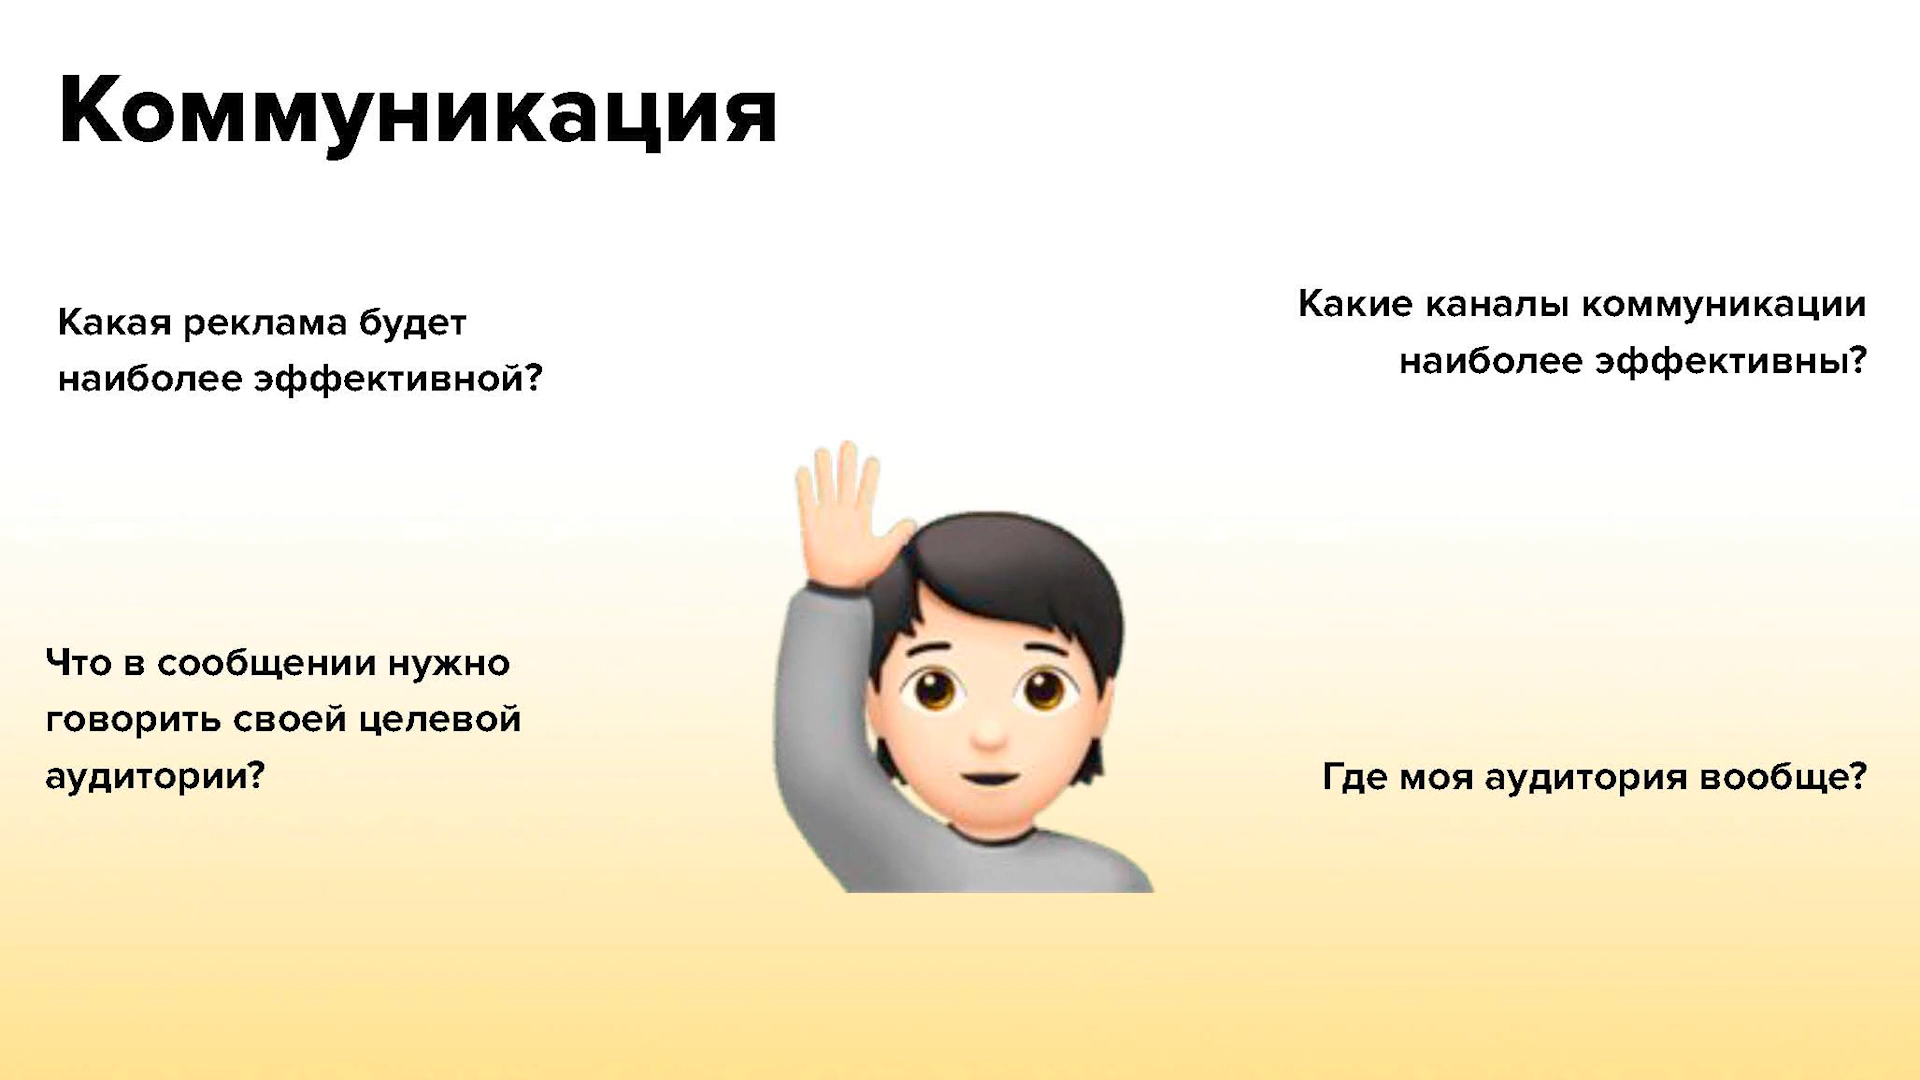 Коммуникация
Какая реклама будет
наиболее эффективной?
Какие каналы коммуникации
наиболее эффективны?
Что в сообщении нужно
говорить своей целевой
аудитории?
Где моя аудитория вообще?